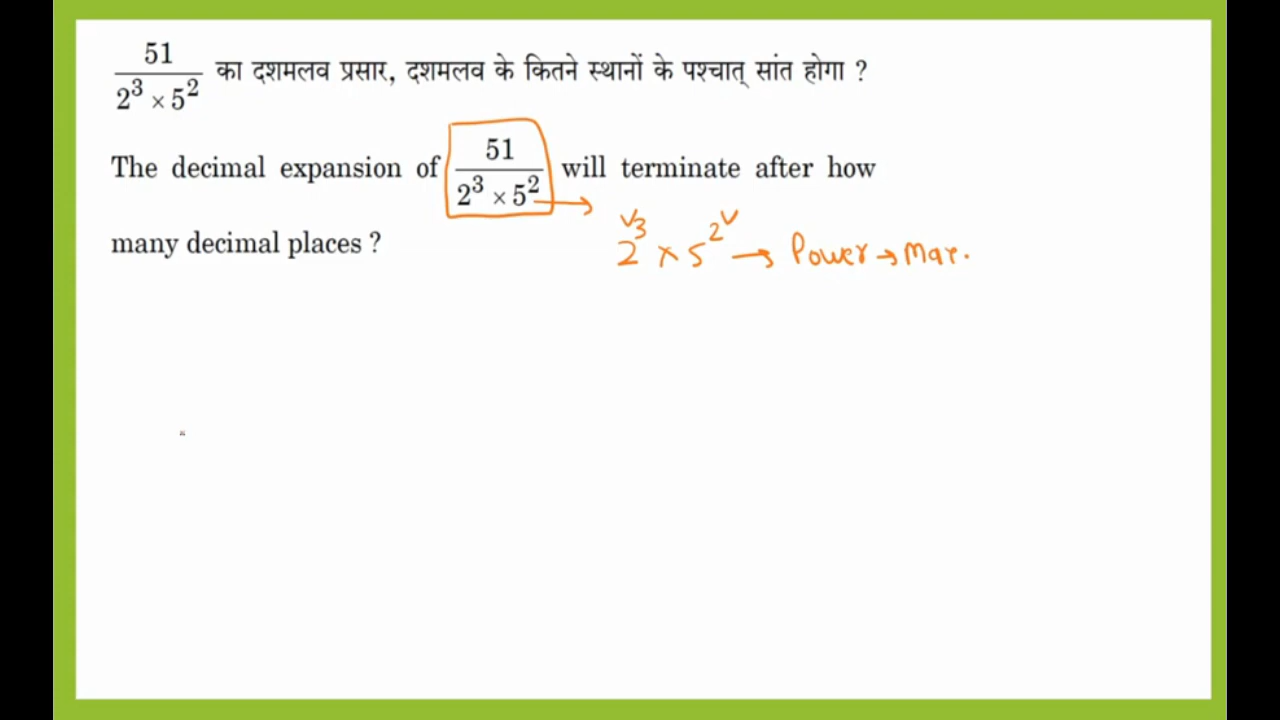 51
2³ × 5² का दशमलव प्रसार, दशमलव के कितने स्थानों के पश्चात् सांत होगा ?
51
The decimal expansion of 2³ × 5² will terminate after how
many decimal places ?
2³ × 5² → Power → Max.